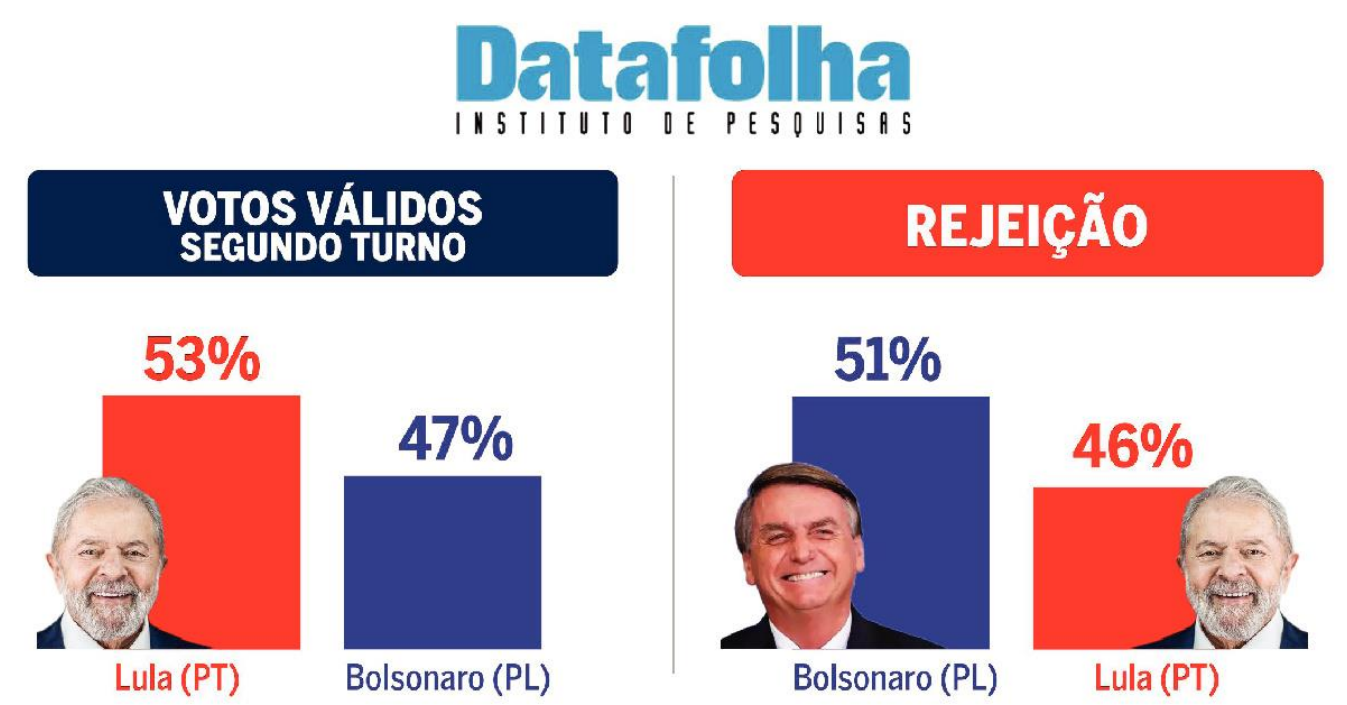 Datafolha
INSTITUTO DE PESQUISAS
VOTOS VÁLIDOS
SEGUNDO TURNO
53%
47%
Lula (PT)
Bolsonaro (PL)
REJEIÇÃO
51%
46%
Bolsonaro (PL)
Lula (PT)